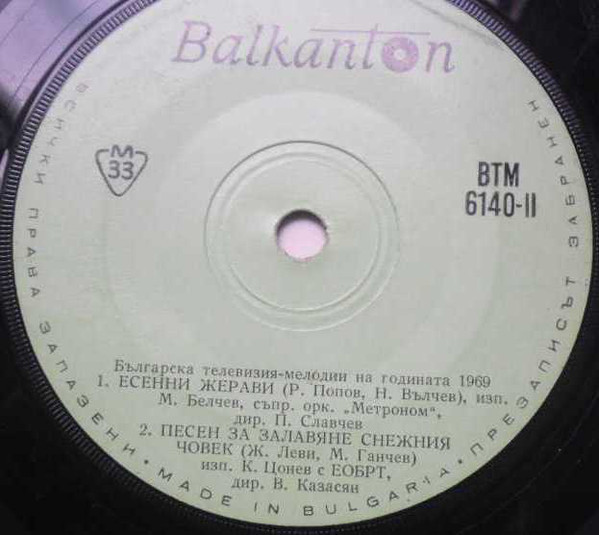 Balkanton
М
33
ВТМ
6140-II
Българска телевизия-мелодии на годината 1969
1. ЕСЕННИ ЖЕРАВИ (Р. Попов, Н. Вълчев), изп.
М. Белчев, съпр. орк. „Метроном“,
дир. П. Славчев
2. ПЕСЕН ЗА ЗАЛАВЯНЕ СНЕЖНИЯ
ЧОВЕК (Ж. Леви, М. Ганчев)
изп. К. Цонев с ЕОБРТ,
дир. В. Казасян
ВСИЧКИ ПРАВА ЗАПАЗЕНИ • MADE IN BULGARIA • ПРЕЗАПИСЪТ ЗАБРАНЕН